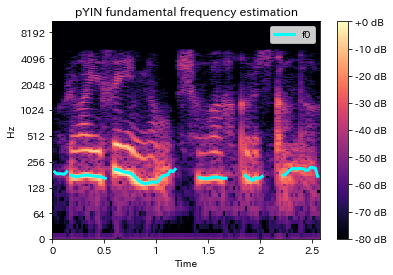 pYIN fundamental frequency estimation
f0
8192
4096
2048
1024
512
256
128
64
0
Hz
0
0.5
1
1.5
2
2.5
Time
+0 dB
-10 dB
-20 dB
-30 dB
-40 dB
-50 dB
-60 dB
-70 dB
-80 dB